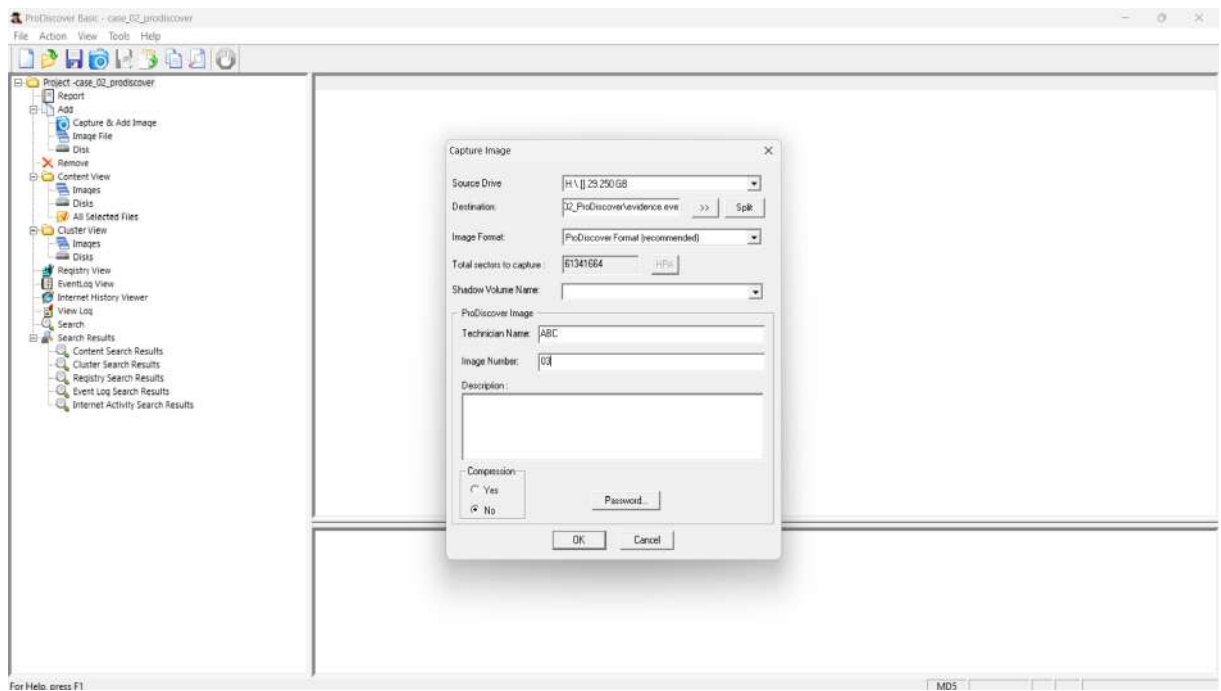 ProDiscover Basic - case_02_prodiscover
File Action View Tools Help
Project -case_02_prodiscover
Report
Add
Capture & Add Image
Image File
Disk
Remove
Content View
Images
Disks
All Selected Files
Cluster View
Images
Disks
Registry View
EventLog View
Internet History Viewer
View Log
Search
Search Results
Content Search Results
Cluster Search Results
Registry Search Results
Event Log Search Results
Internet Activity Search Results
Capture Image
Source Drive H:\ [] 29.250 GB
Destination: 02_ProDiscover\evidence.eve >> Split
Image Format: ProDiscover Format (recommended)
Total sectors to capture : 61341664 HPA
Shadow Volume Name:
ProDiscover Image
Technician Name: ABC
Image Number: 03
Description :
Compression
Yes
No
Password...
OK Cancel
For Help, press F1
MD5